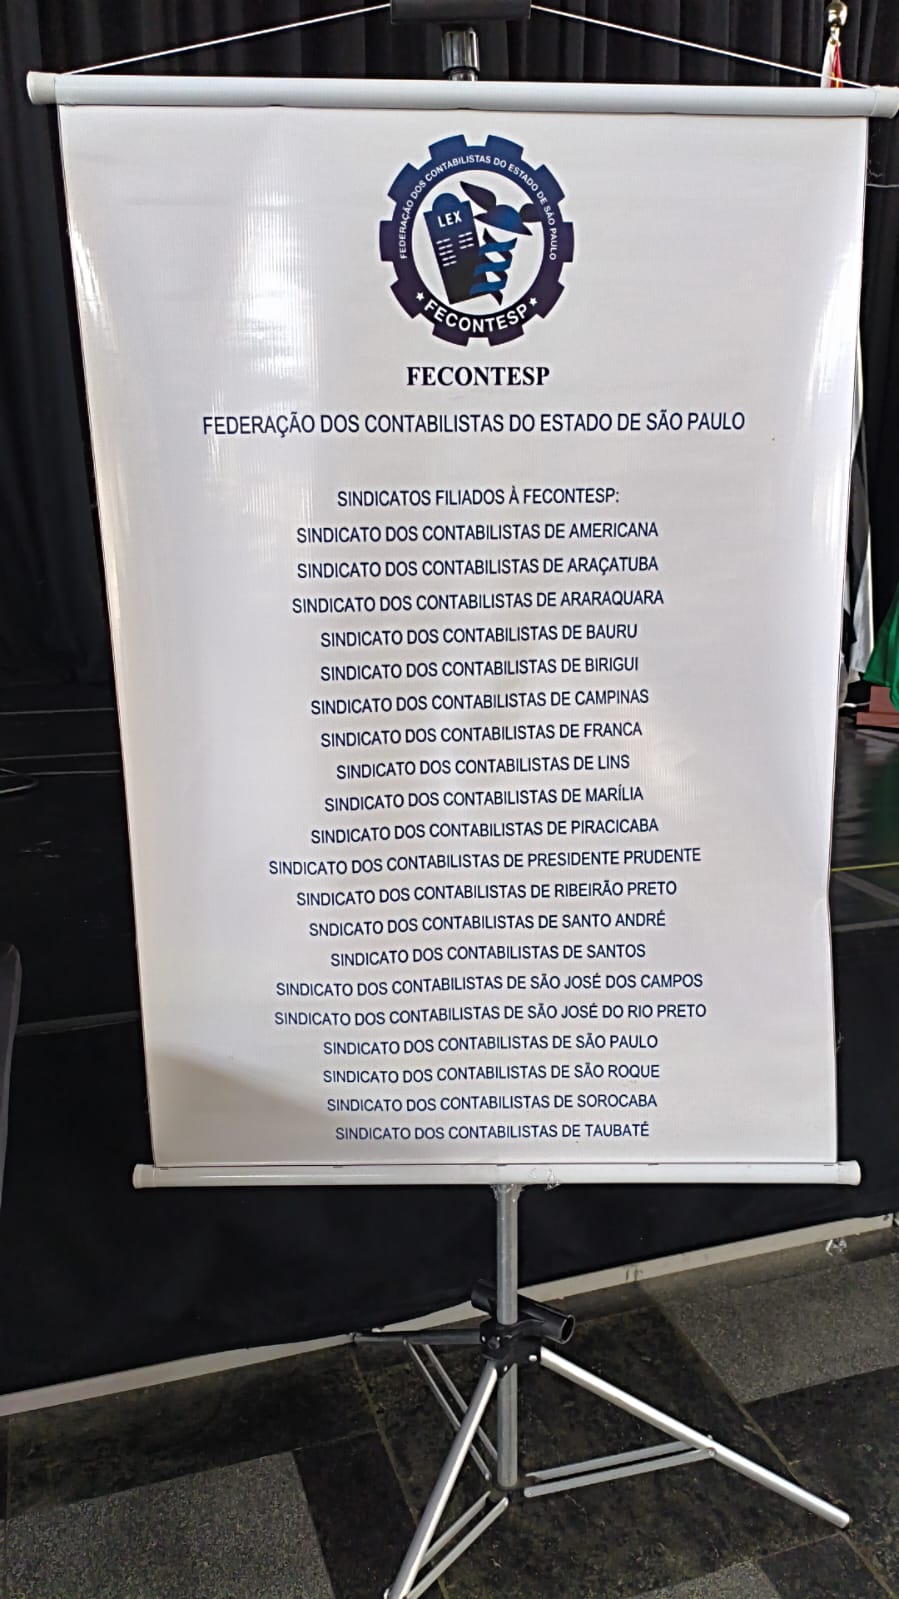 FEDERAÇÃO DOS CONTABILISTAS DO ESTADO DE SÃO PAULO
LEX
★ FECONTESP ★
FECONTESP
FEDERAÇÃO DOS CONTABILISTAS DO ESTADO DE SÃO PAULO
SINDICATOS FILIADOS À FECONTESP:
SINDICATO DOS CONTABILISTAS DE AMERICANA
SINDICATO DOS CONTABILISTAS DE ARAÇATUBA
SINDICATO DOS CONTABILISTAS DE ARARAQUARA
SINDICATO DOS CONTABILISTAS DE BAURU
SINDICATO DOS CONTABILISTAS DE BIRIGUI
SINDICATO DOS CONTABILISTAS DE CAMPINAS
SINDICATO DOS CONTABILISTAS DE FRANCA
SINDICATO DOS CONTABILISTAS DE LINS
SINDICATO DOS CONTABILISTAS DE MARÍLIA
SINDICATO DOS CONTABILISTAS DE PIRACICABA
SINDICATO DOS CONTABILISTAS DE PRESIDENTE PRUDENTE
SINDICATO DOS CONTABILISTAS DE RIBEIRÃO PRETO
SNDICATO DOS CONTABILISTAS DE SANTO ANDRÉ
SINDICATO DOS CONTABILISTAS DE SANTOS
SINDICATO DOS CONTABILISTAS DE SÃO JOSÉ DOS CAMPOS
SINDICATO DOS CONTABILISTAS DE SÃO JOSÉ DO RIO PRETO
SINDICATO DOS CONTABILISTAS DE SÃO PAULO
SINDICATO DOS CONTABILISTAS DE SÃO ROQUE
SINDICATO DOS CONTABILISTAS DE SOROCABA
SINDICATO DOS CONTABILISTAS DE TAUBATÉ